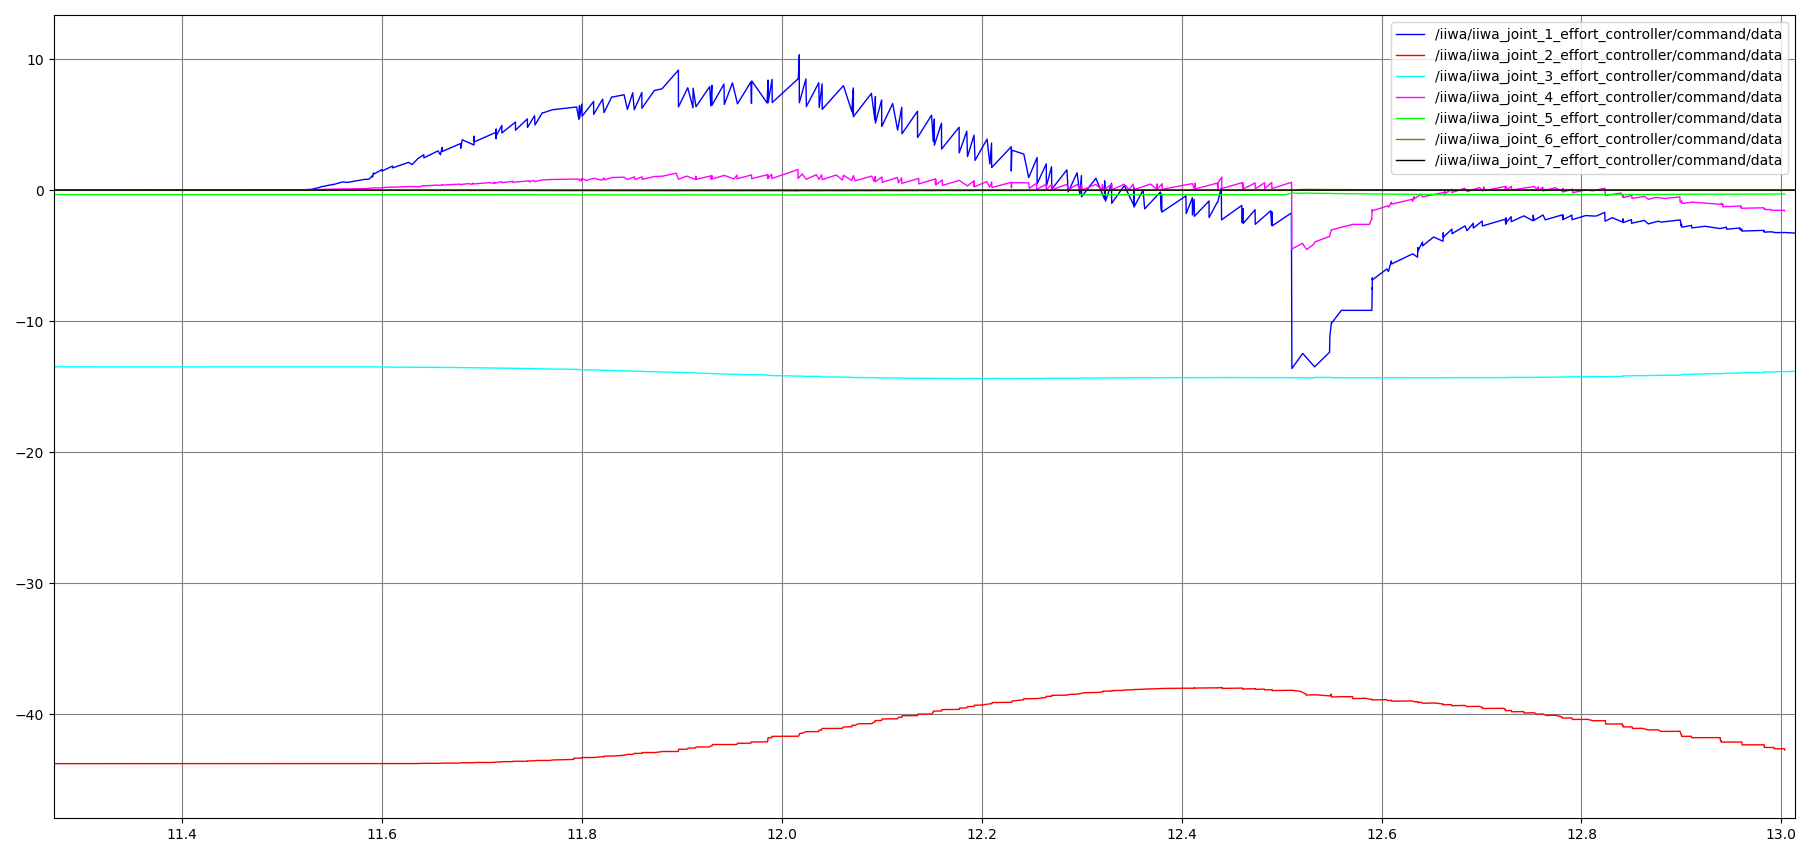 10
0
−10
−20
−30
−40
11.4 11.6 11.8 12.0 12.2 12.4 12.6 12.8 13.0
/iiwa/iiwa_joint_1_effort_controller/command/data
/iiwa/iiwa_joint_2_effort_controller/command/data
/iiwa/iiwa_joint_3_effort_controller/command/data
/iiwa/iiwa_joint_4_effort_controller/command/data
/iiwa/iiwa_joint_5_effort_controller/command/data
/iiwa/iiwa_joint_6_effort_controller/command/data
/iiwa/iiwa_joint_7_effort_controller/command/data